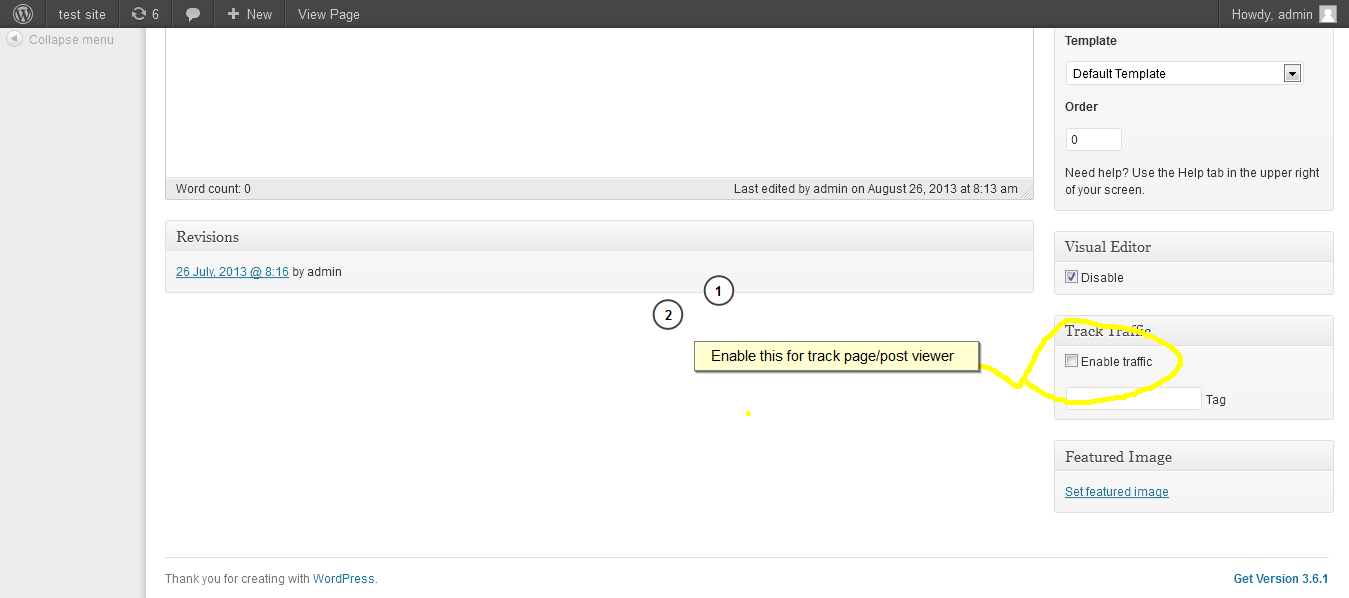 test site
6
New
View Page
Howdy, admin
Collapse menu
Word count: 0
Last edited by admin on August 26, 2013 at 8:13 am
Revisions
26 July, 2013 @ 8:16 by admin
1
2
Enable this for track page/post viewer
Template
Default Template
Order
0
Need help? Use the Help tab in the upper right
of your screen.
Visual Editor
Disable
Track Traffic
Enable traffic
Tag
Featured Image
Set featured image
Thank you for creating with WordPress.
Get Version 3.6.1